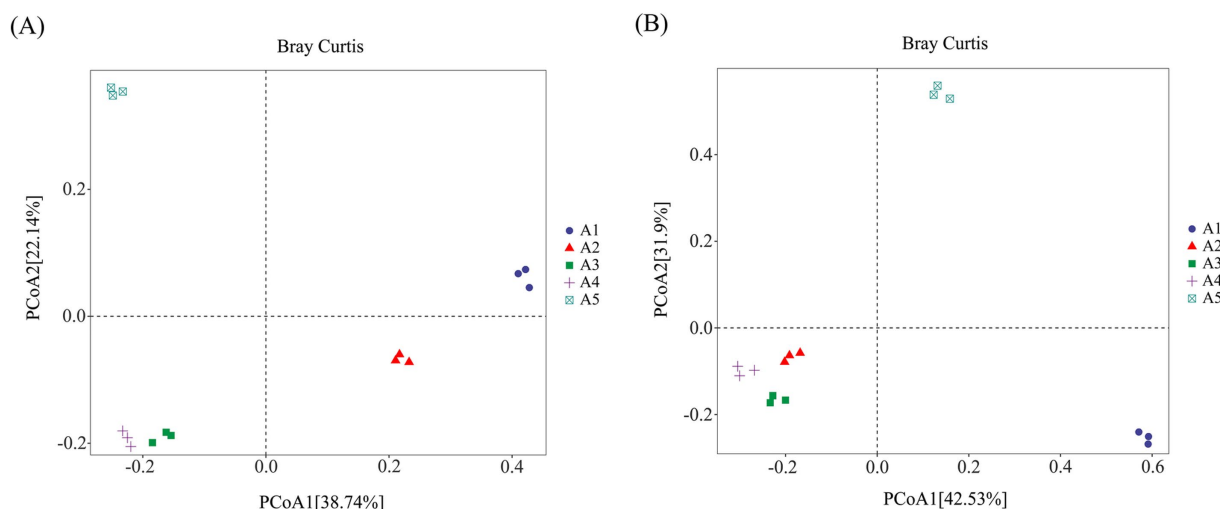 (A)
Bray Curtis
PCoA2[22.14%]
0.2
0.0
-0.2
-0.2
0.0
0.2
0.4
PCoA1[38.74%]
A1
A2
A3
A4
A5
(B)
Bray Curtis
PCoA2[31.9%]
0.4
0.2
0.0
-0.2
-0.2
0.0
0.2
0.4
0.6
PCoA1[42.53%]
A1
A2
A3
A4
A5